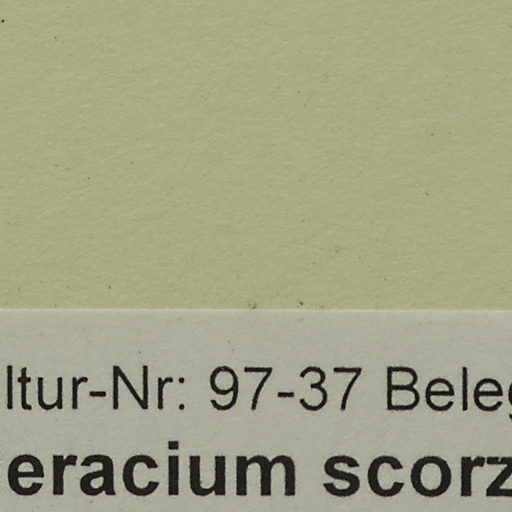 ltur-Nr: 97-37 Beleg
eracium scorz